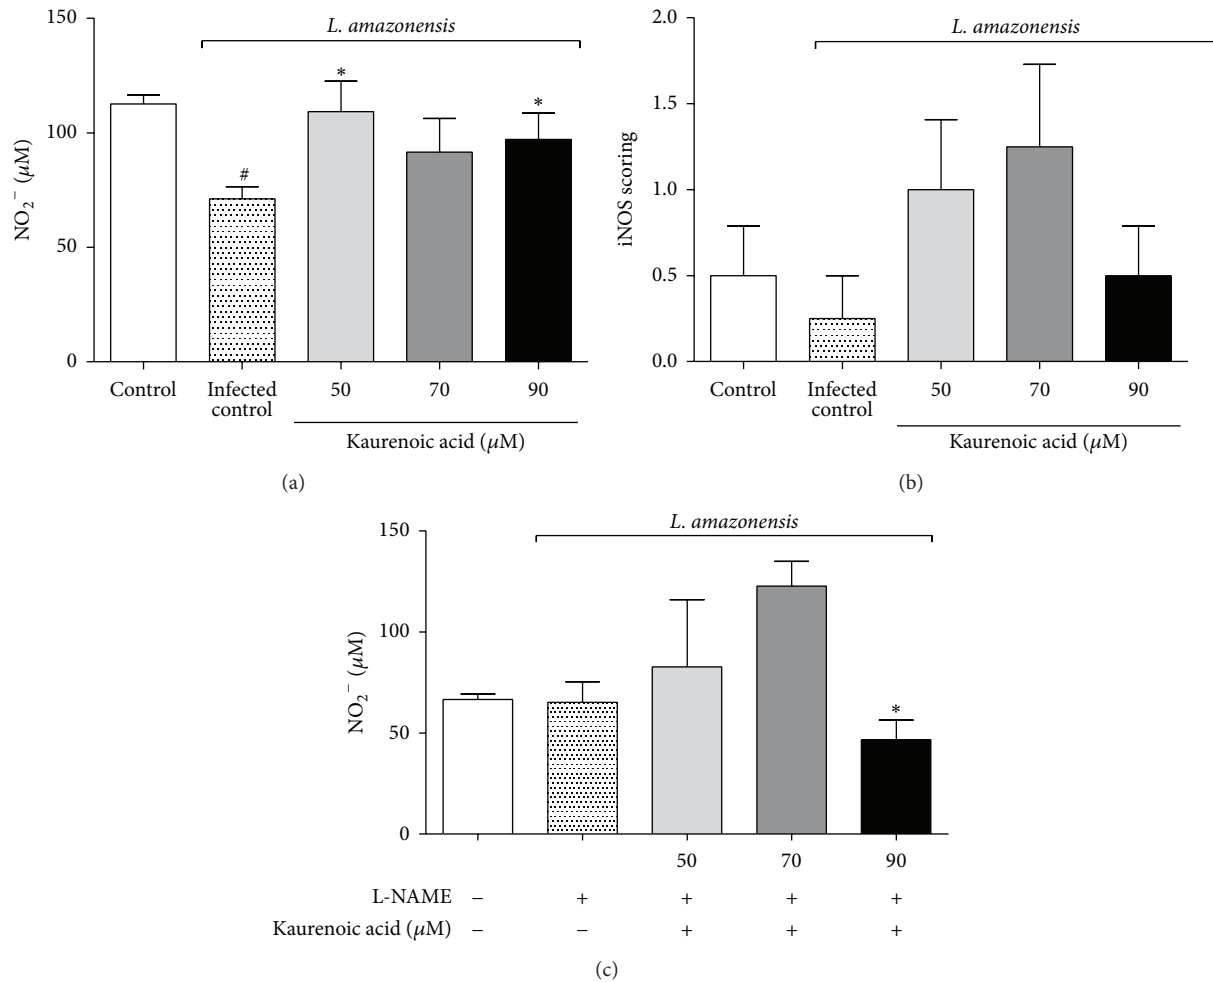 L. amazonensis
150
100
50
0
NO2− (μM)
#
*
*
Control
Infected control
50
70
90
Kaurenoic acid (μM)
(a)
L. amazonensis
2.0
1.5
1.0
0.5
0.0
iNOS scoring
Control
Infected control
50
70
90
Kaurenoic acid (μM)
(b)
L. amazonensis
150
100
50
0
NO2− (μM)
*
50 70 90
L-NAME − + + + +
Kaurenoic acid (μM) − − + + +
(c)